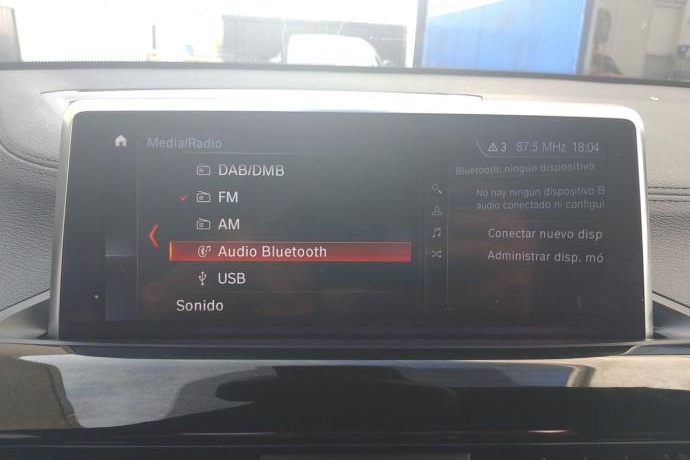 Media/Radio
3 87.5 MHz 18:04
DAB/DMB
FM
AM
Audio Bluetooth
USB
Sonido
Bluetooth: ningún dispositivo
No hay ningún dispositivo B
audio conectado ni configur
Conectar nuevo disp
Administrar disp. mó